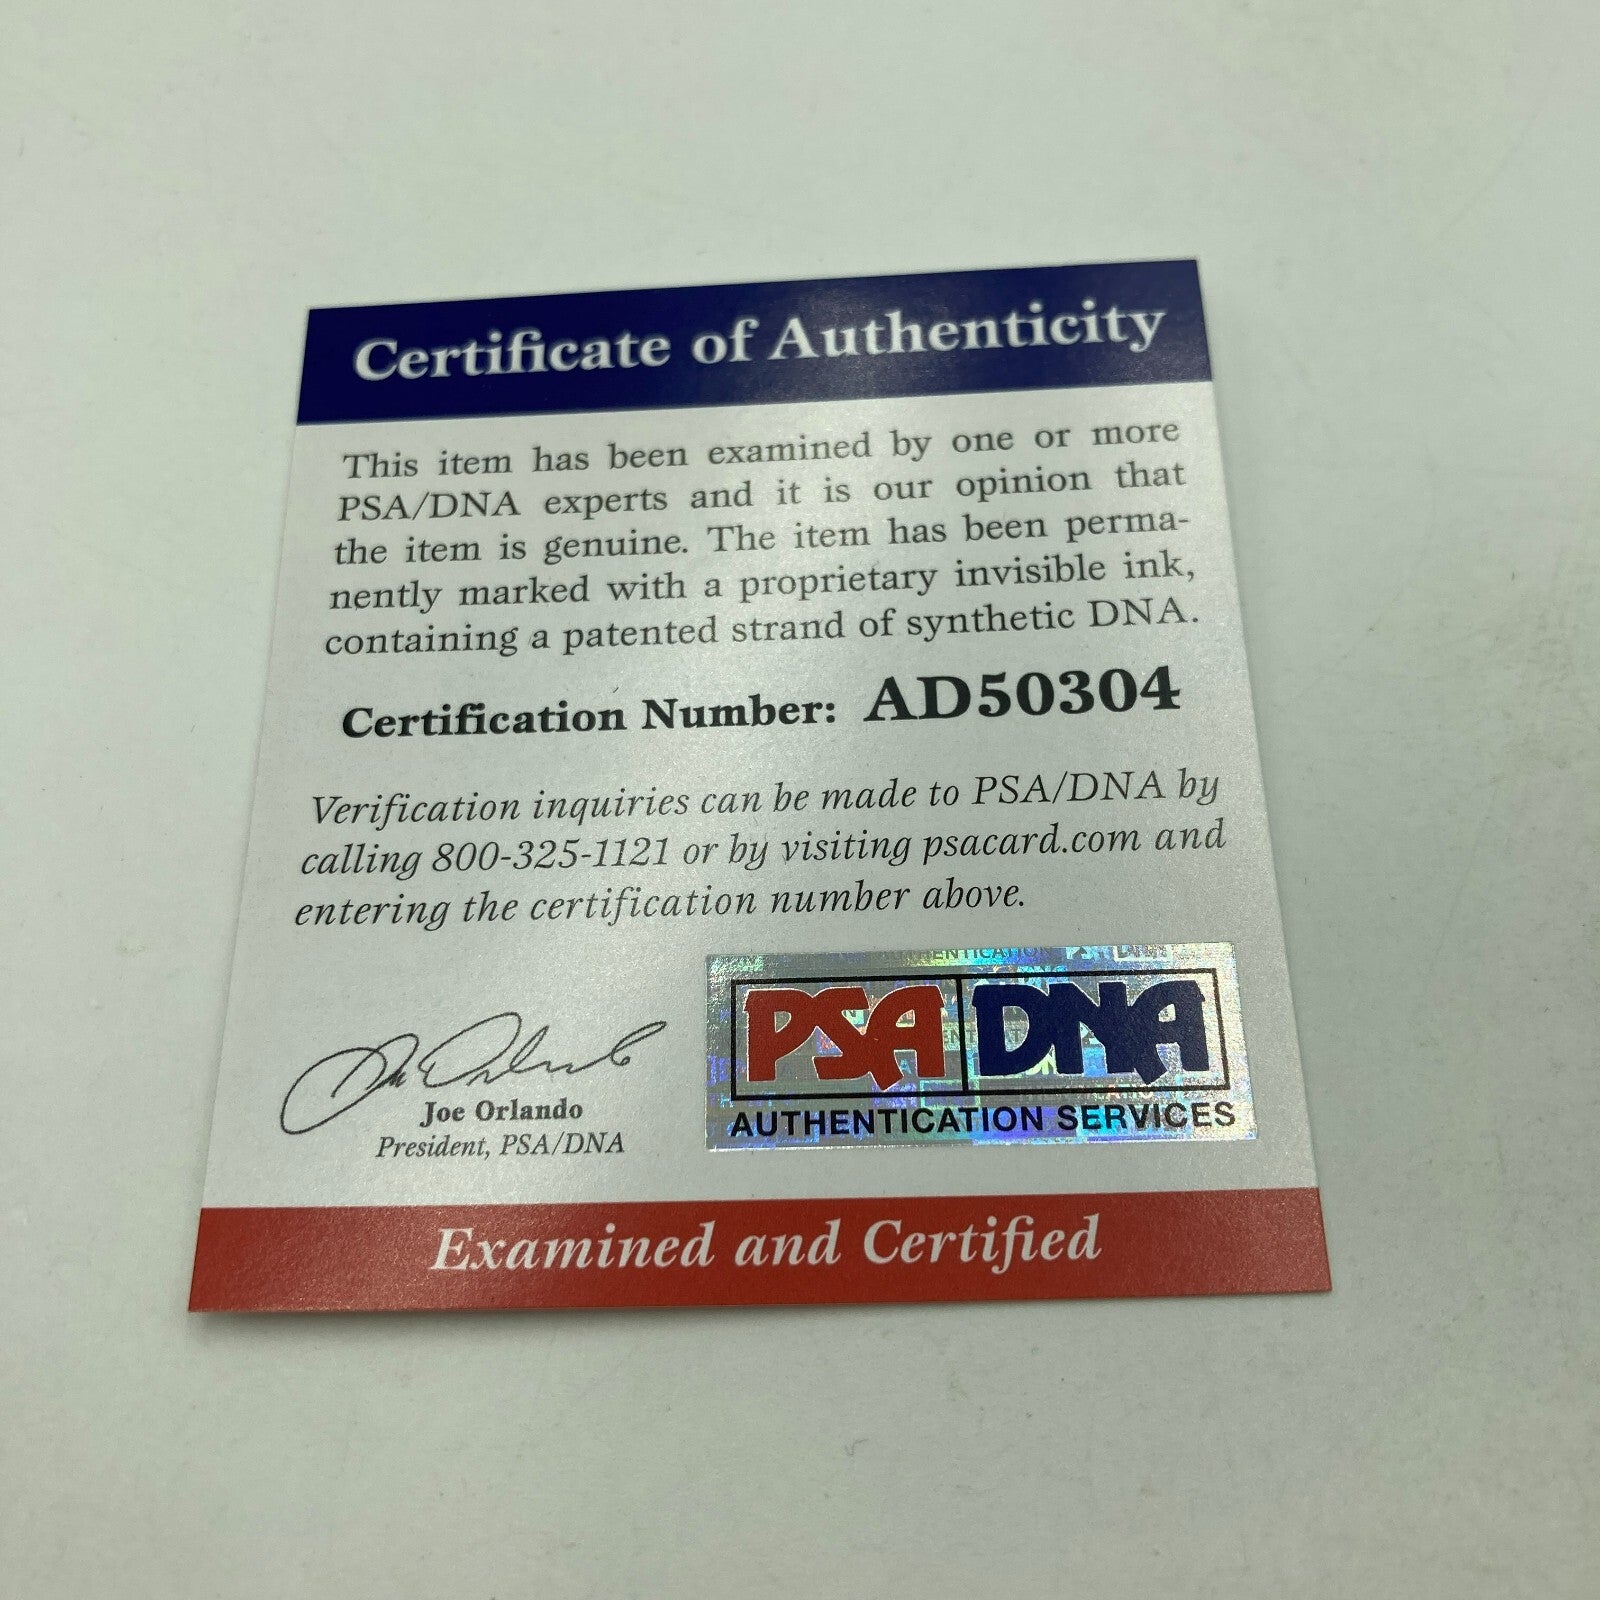 Certificate of Authenticity
This item has been examined by one or more
PSA/DNA experts and it is our opinion that
the item is genuine. The item has been perma-
nently marked with a proprietary invisible ink,
containing a patented strand of synthetic DNA.
Certification Number: AD50304
Verification inquiries can be made to PSA/DNA by
calling 800-325-1121 or by visiting psacard.com and
entering the certification number above.
Joe Orlando
President, PSA/DNA
PSA DNA
AUTHENTICATION SERVICES
Examined and Certified